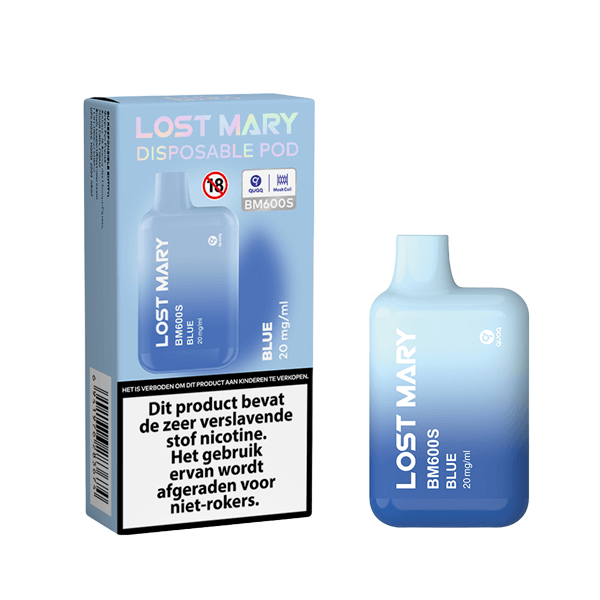 LOST MARY
DISPOSABLE POD
18
QUAQ
MeshCoil
BM600S
LOST MARY
BM600S
BLUE
20 mg/ml
QUAQ
BLUE
20 mg/ml
HET IS VERBODEN OM DIT PRODUCT AAN KINDEREN TE VERKOPEN.
Dit product bevat
de zeer verslavende
stof nicotine.
Het gebruik
ervan wordt
afgeraden voor
niet-rokers.
LOST MARY
BM600S
BLUE
20 mg/ml
QUAQ